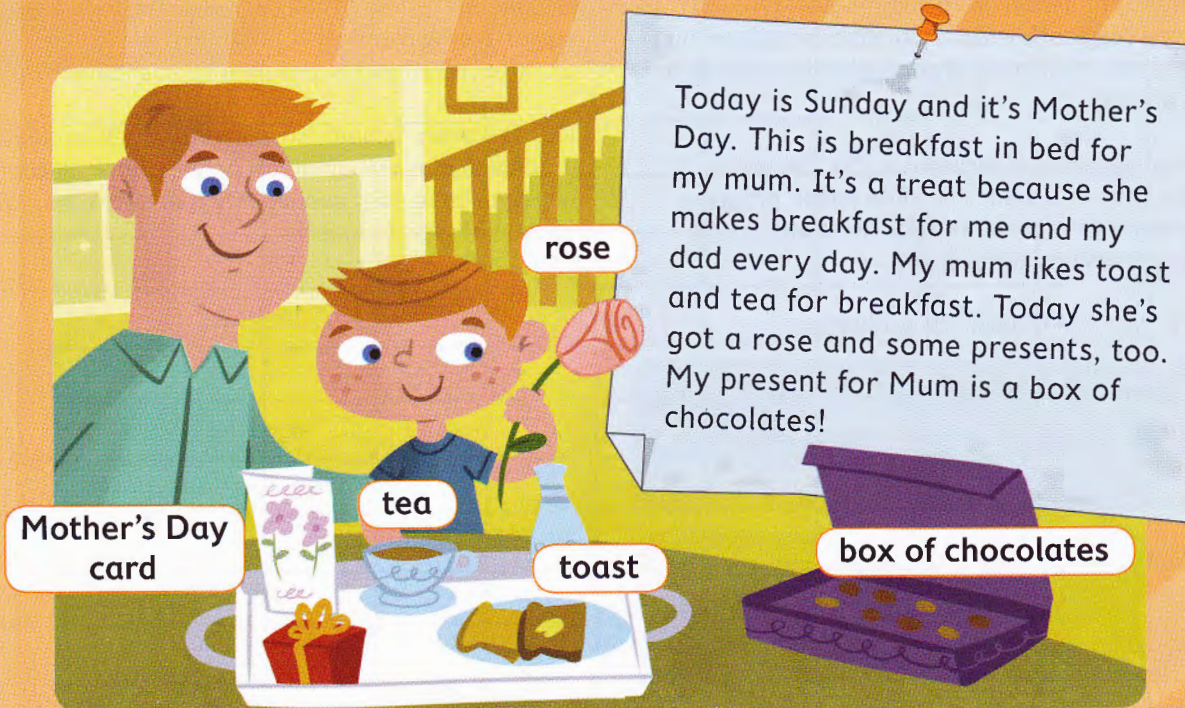 Today is Sunday and it's Mother's
Day. This is breakfast in bed for
my mum. It's a treat because she
makes breakfast for me and my
dad every day. My mum likes toast
and tea for breakfast. Today she's
got a rose and some presents, too.
My present for Mum is a box of
chocolates!
rose
tea
Mother's Day
card
toast
box of chocolates